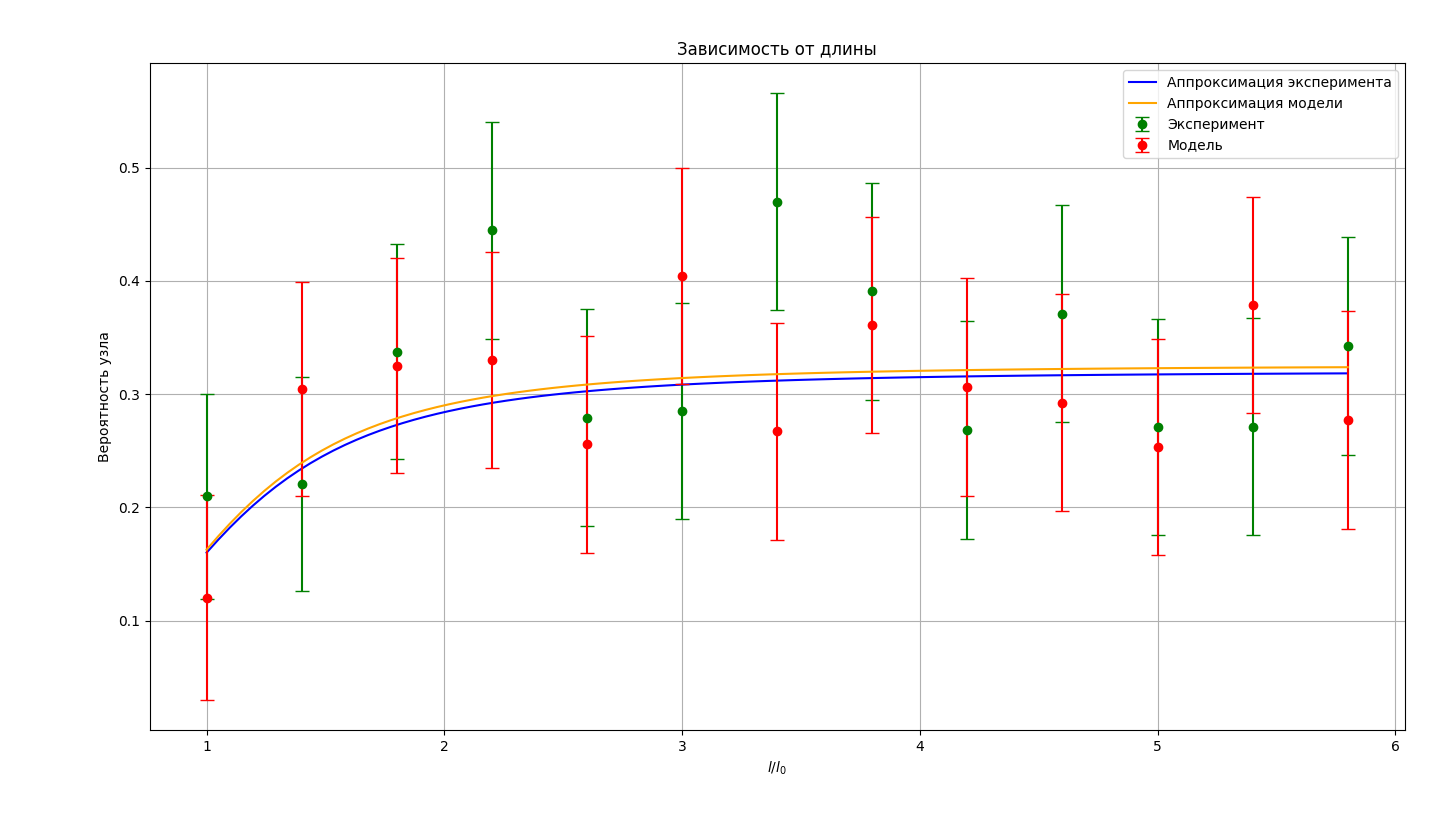 Зависимость от длины
Аппроксимация эксперимента
Аппроксимация модели
Эксперимент
Модель
Вероятность узла
0.5
0.4
0.3
0.2
0.1
1 2 3 4 5 6
l/l₀